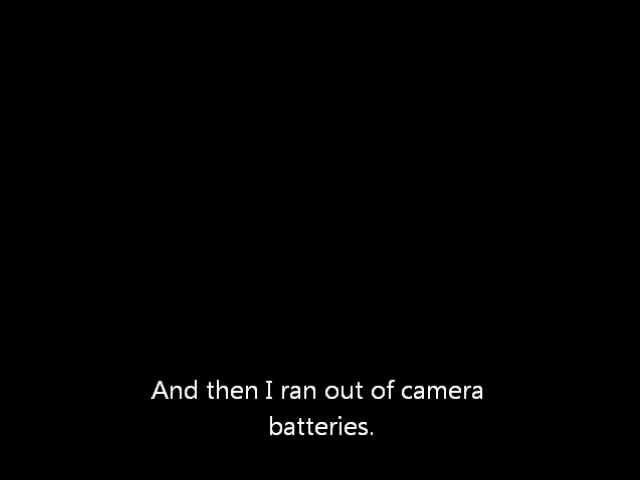 And then I ran out of camera
batteries.